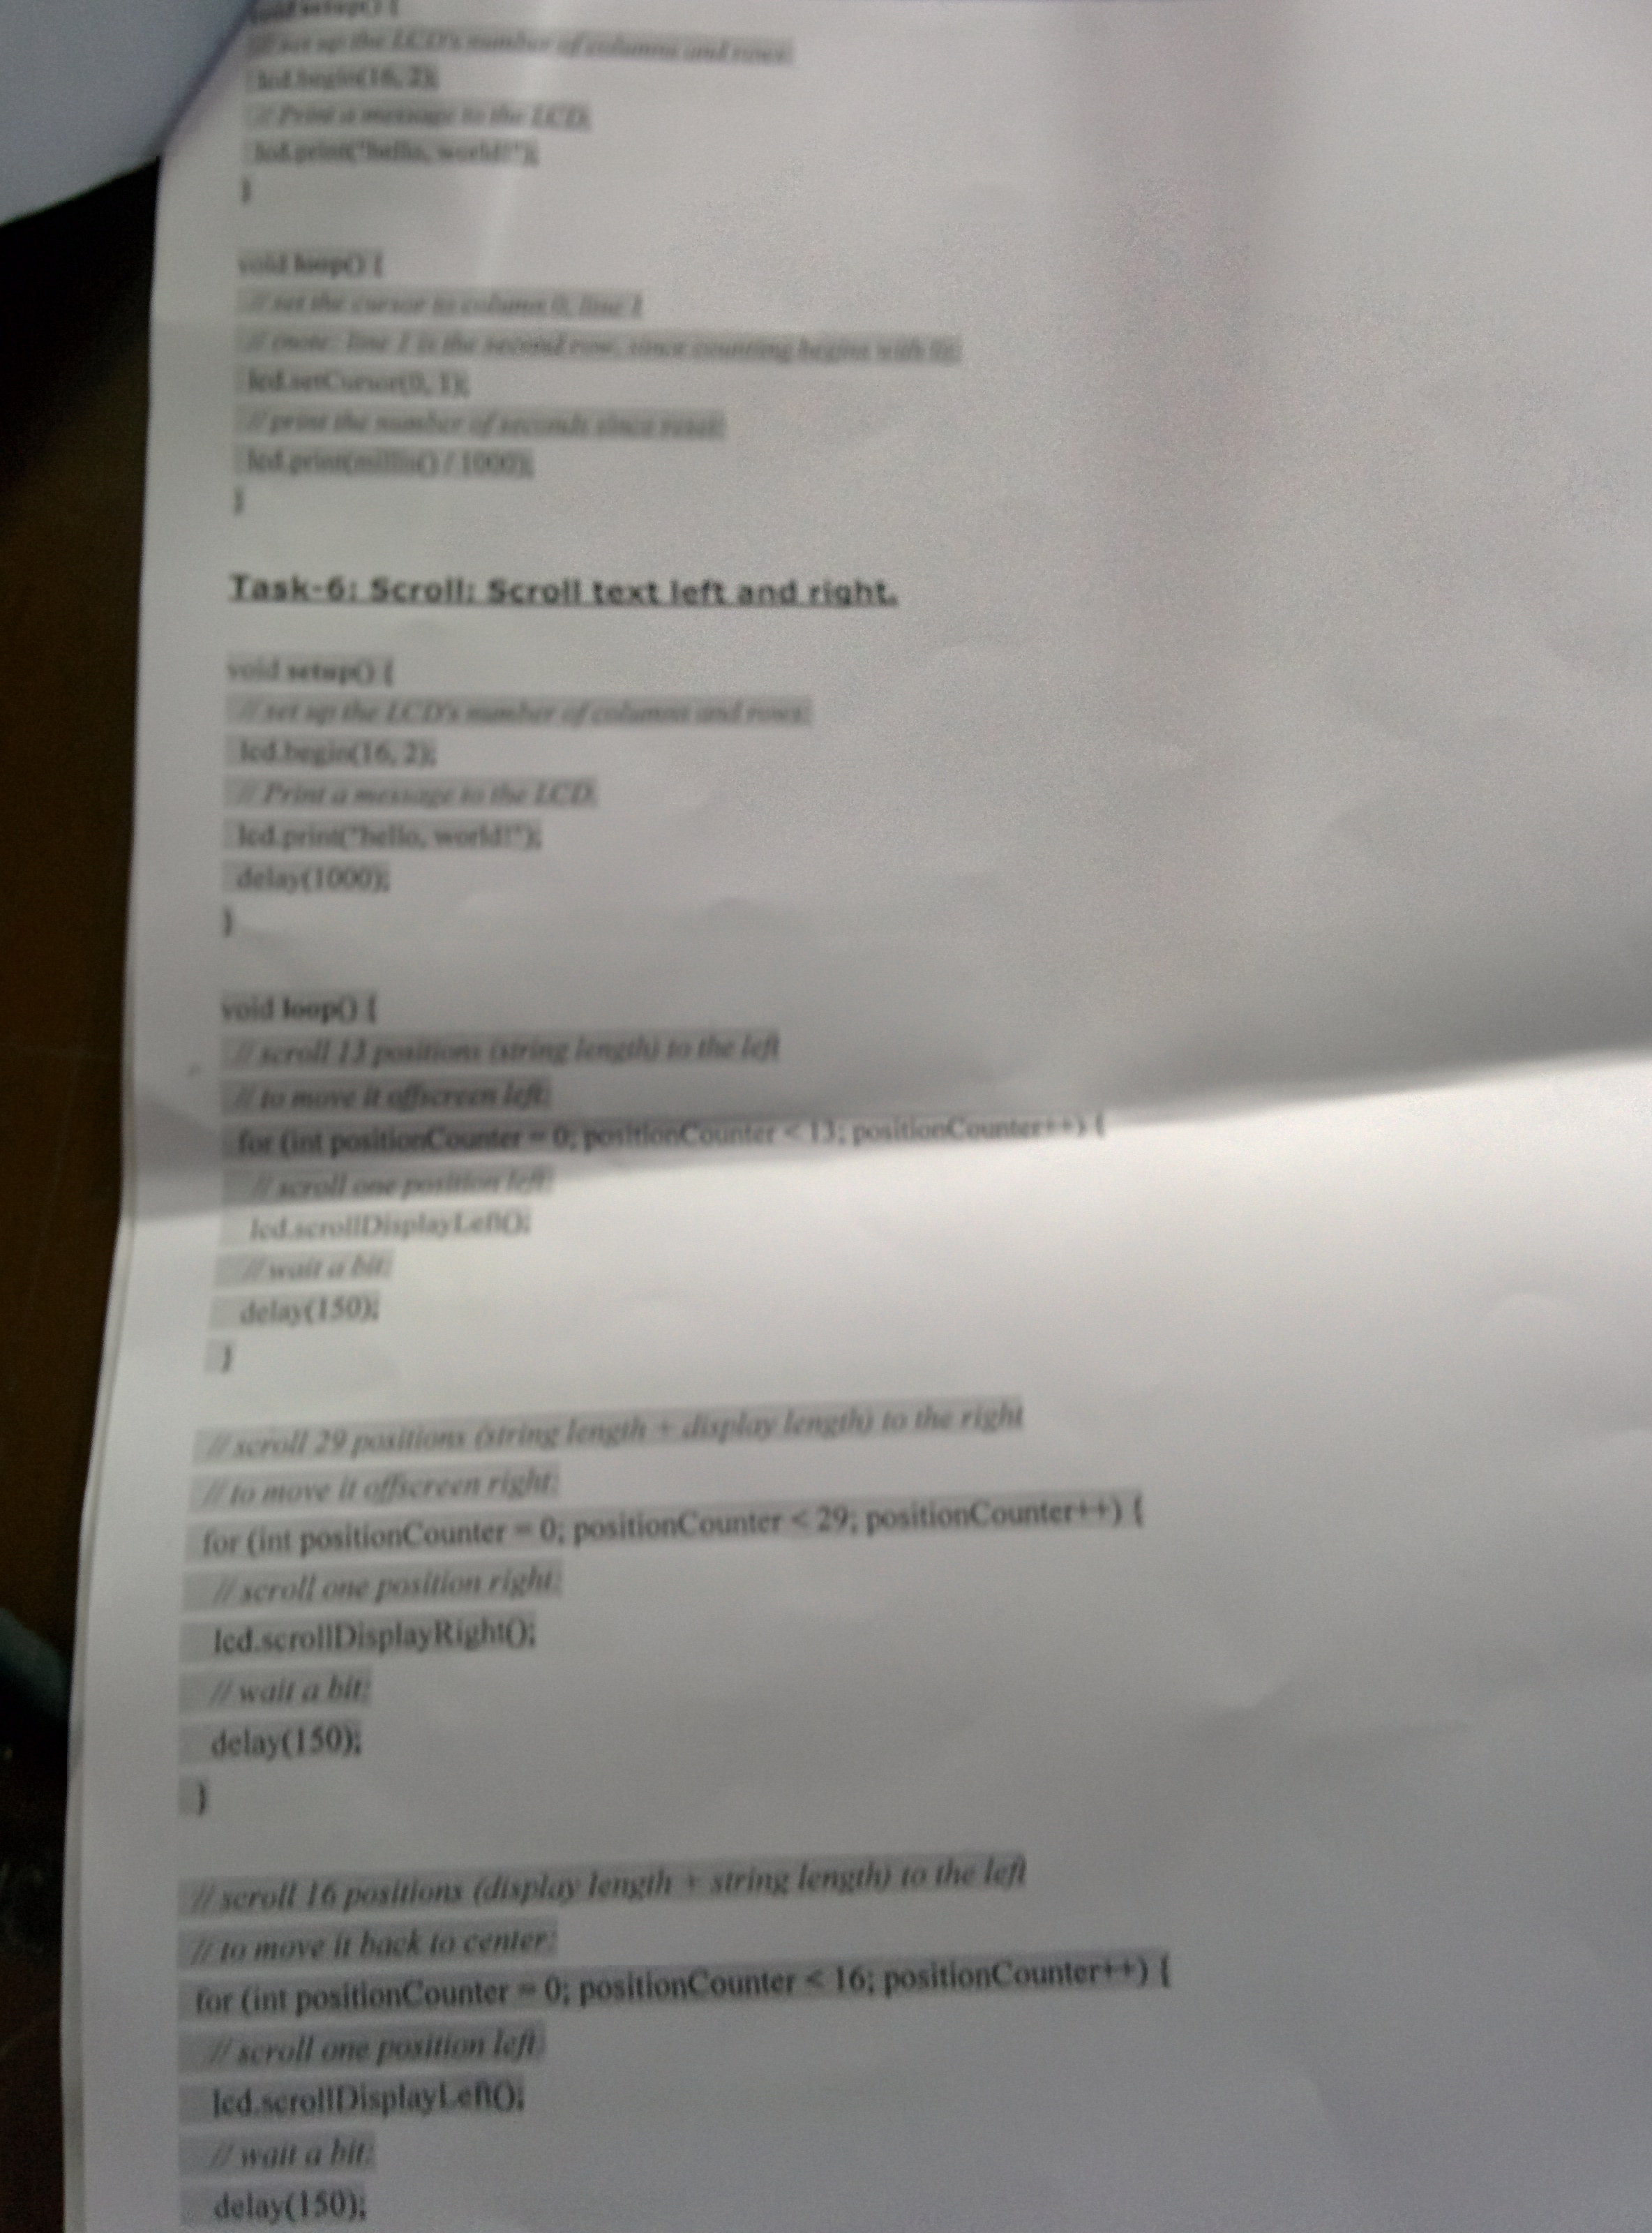 void setup() {
// set up the LCD's number of columns and rows:
lcd.begin(16, 2);
// Print a message to the LCD.
lcd.print("hello, world!");
}
void loop() {
// set the cursor to column 0, line 1
// (note: line 1 is the second row, since counting begins with 0):
lcd.setCursor(0, 1);
// print the number of seconds since reset:
lcd.print(millis() / 1000);
}
Task-6: Scroll: Scroll text left and right.
void setup() {
// set up the LCD's number of columns and rows:
lcd.begin(16, 2);
// Print a message to the LCD.
lcd.print("hello, world!");
delay(1000);
}
void loop() {
// scroll 13 positions (string length) to the left
// to move it offscreen left:
for (int positionCounter = 0; positionCounter < 13; positionCounter++) {
// scroll one position left:
lcd.scrollDisplayLeft();
// wait a bit:
delay(150);
}
// scroll 29 positions (string length + display length) to the right
// to move it offscreen right:
for (int positionCounter = 0; positionCounter < 29; positionCounter++) {
// scroll one position right:
lcd.scrollDisplayRight();
// wait a bit:
delay(150);
}
// scroll 16 positions (display length + string length) to the left
// to move it back to center:
for (int positionCounter = 0; positionCounter < 16; positionCounter++) {
// scroll one position left:
lcd.scrollDisplayLeft();
// wait a bit:
delay(150);